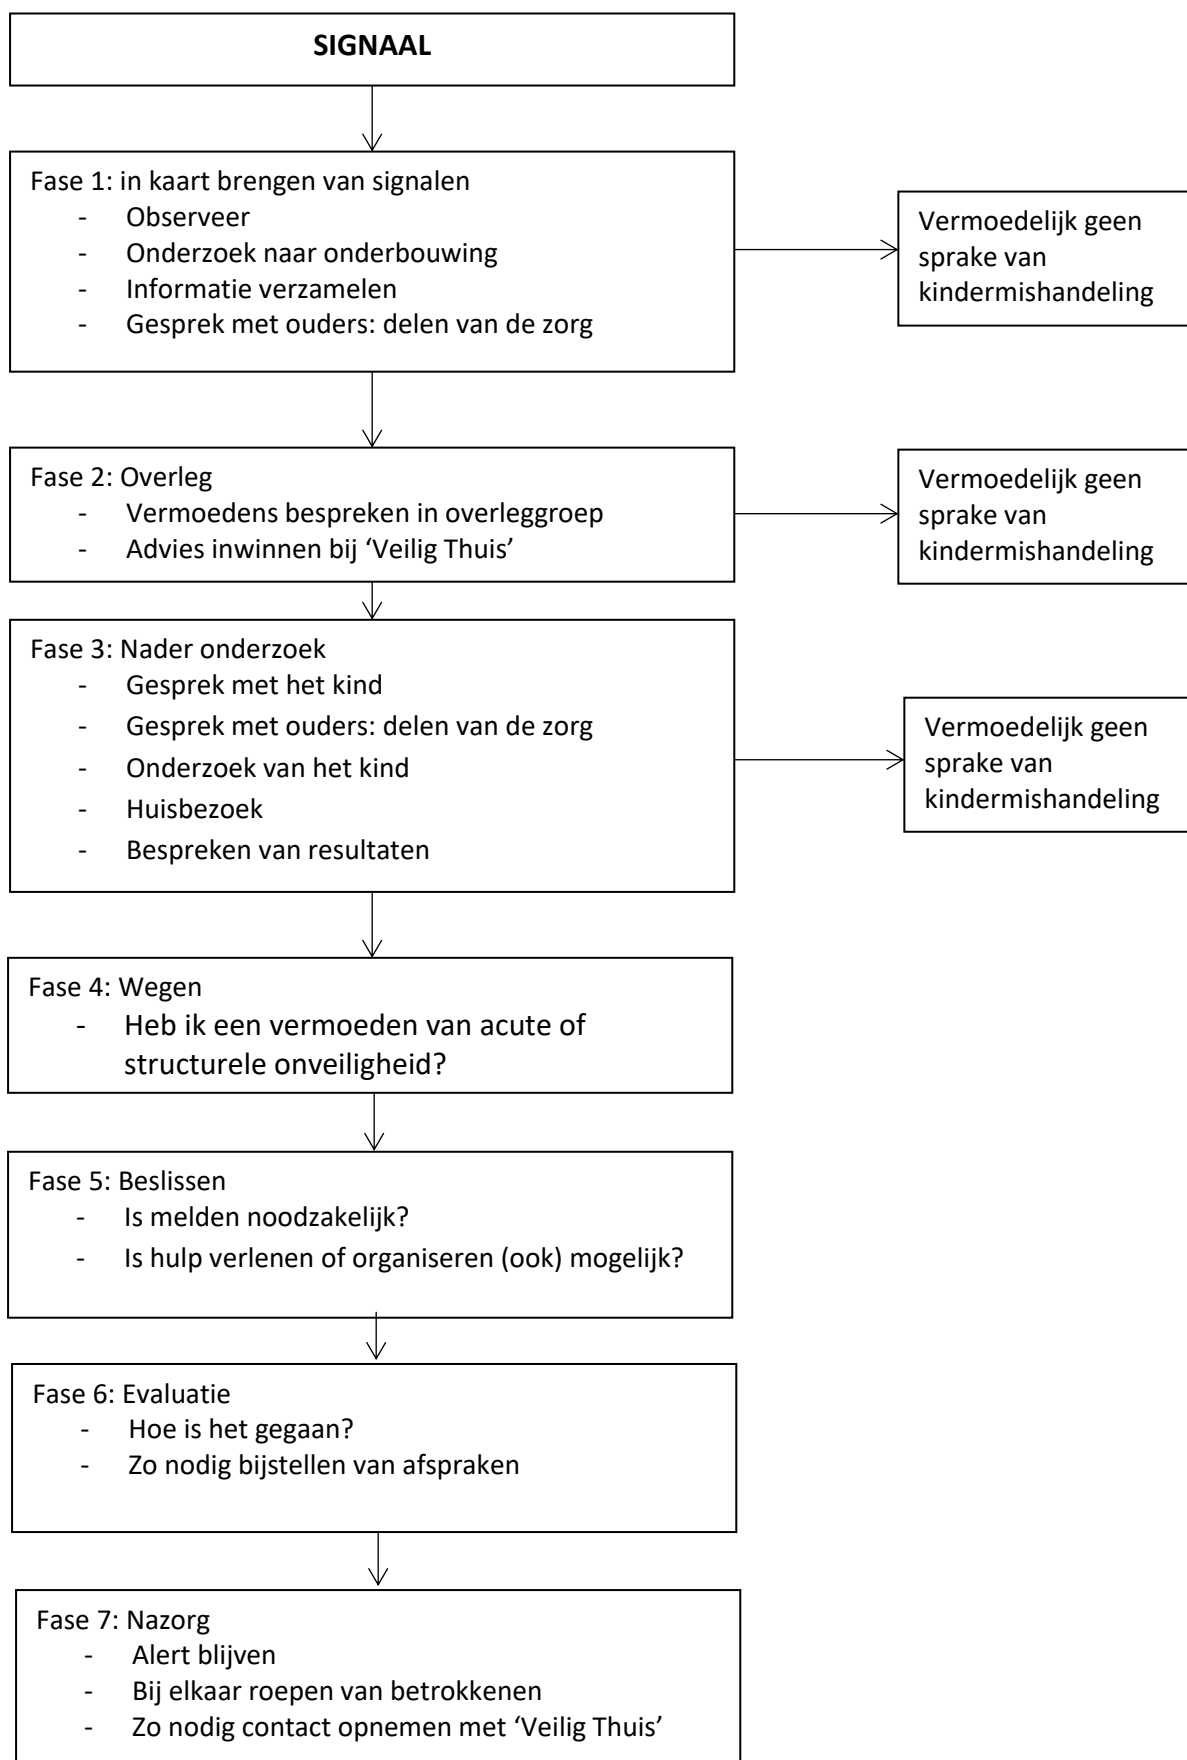 SIGNAAL
Fase 1: in kaart brengen van signalen
- Observeer
- Onderzoek naar onderbouwing
- Informatie verzamelen
- Gesprek met ouders: delen van de zorg
Vermoedelijk geen
sprake van
kindermishandeling
Fase 2: Overleg
- Vermoedens bespreken in overleggroep
- Advies inwinnen bij ‘Veilig Thuis’
Vermoedelijk geen
sprake van
kindermishandeling
Fase 3: Nader onderzoek
- Gesprek met het kind
- Gesprek met ouders: delen van de zorg
- Onderzoek van het kind
- Huisbezoek
- Bespreken van resultaten
Vermoedelijk geen
sprake van
kindermishandeling
Fase 4: Wegen
- Heb ik een vermoeden van acute of
structurele onveiligheid?
Fase 5: Beslissen
- Is melden noodzakelijk?
- Is hulp verlenen of organiseren (ook) mogelijk?
Fase 6: Evaluatie
- Hoe is het gegaan?
- Zo nodig bijstellen van afspraken
Fase 7: Nazorg
- Alert blijven
- Bij elkaar roepen van betrokkenen
- Zo nodig contact opnemen met ‘Veilig Thuis’